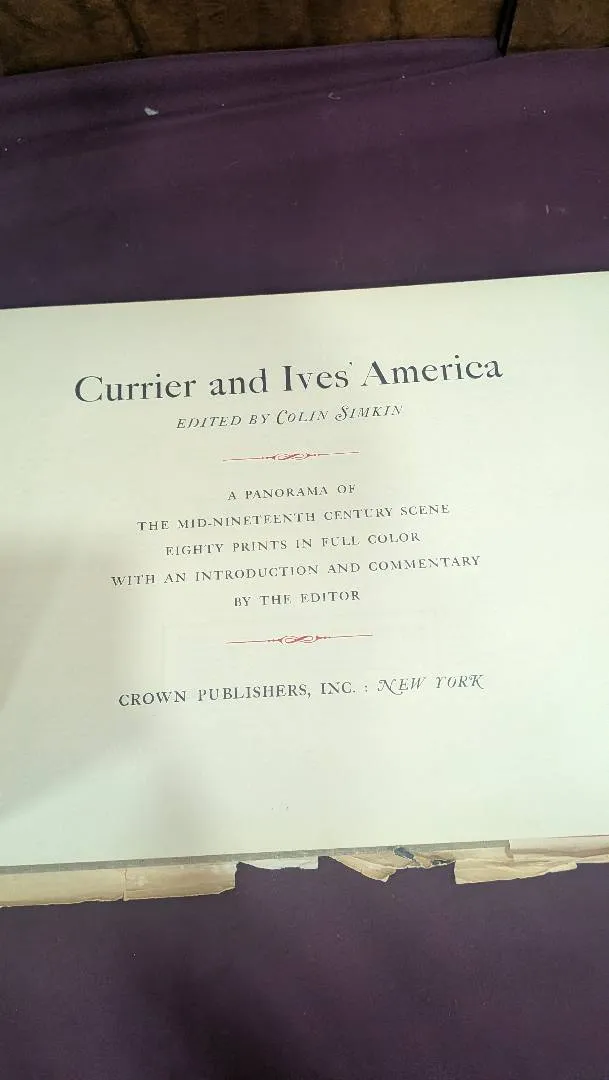 Currier and Ives' America
EDITED BY COLIN SIMKIN
A PANORAMA OF
THE MID-NINETEENTH CENTURY SCENE
EIGHTY PRINTS IN FULL COLOR
WITH AN INTRODUCTION AND COMMENTARY
BY THE EDITOR
CROWN PUBLISHERS, INC. : NEW YORK